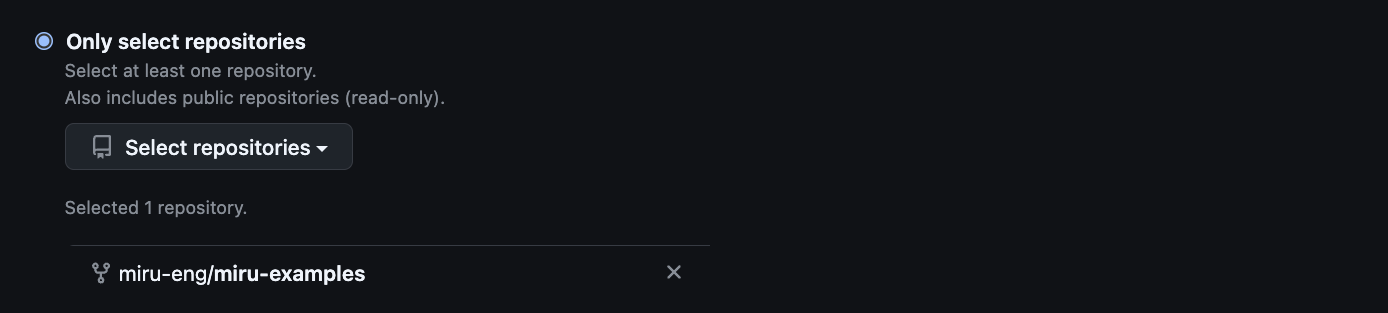 Only select repositories
Select at least one repository.
Also includes public repositories (read-only).
Select repositories
Selected 1 repository.
miru-eng/miru-examples